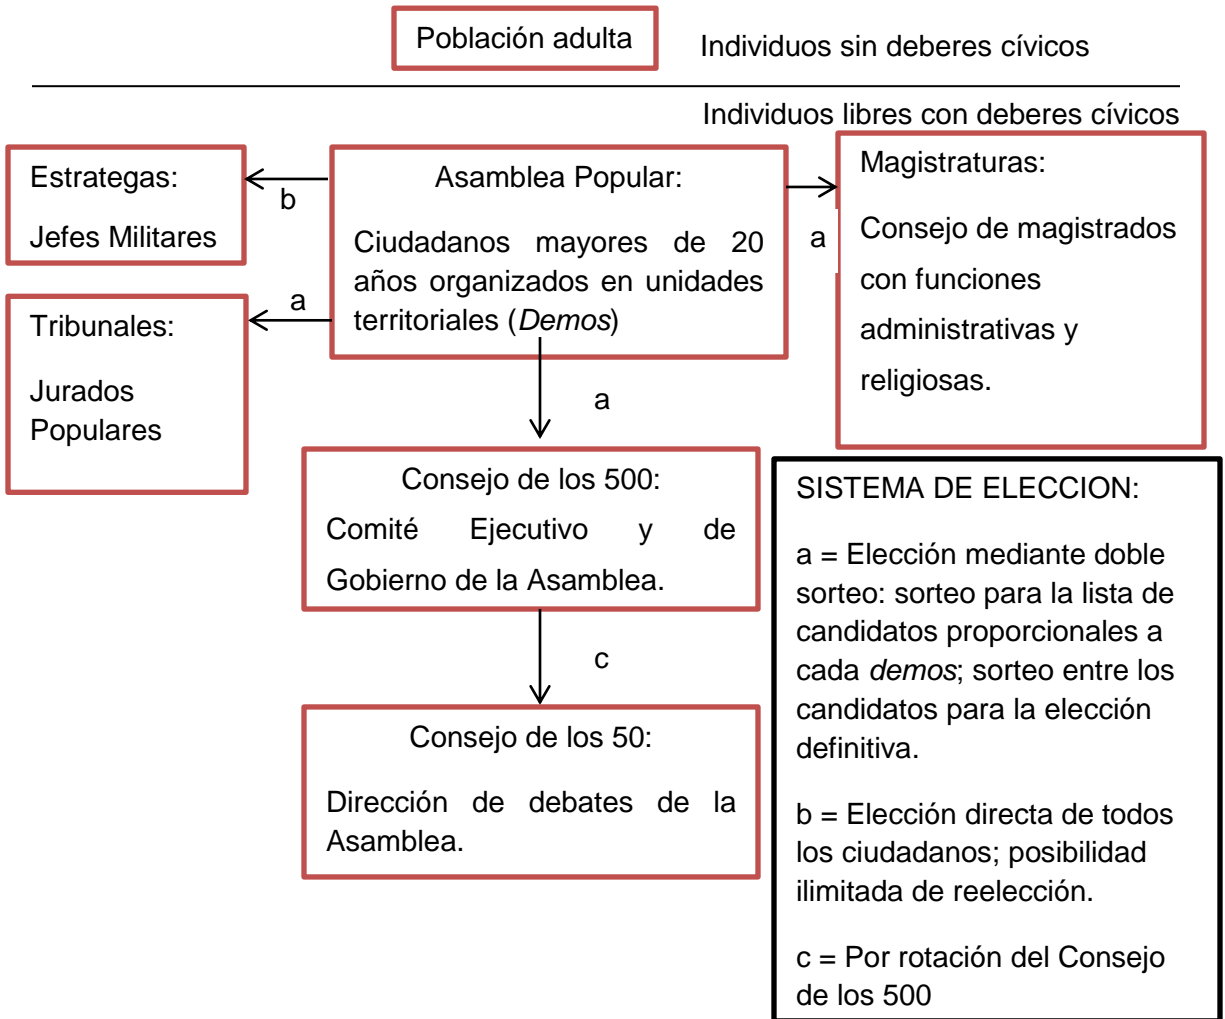 Población adulta
Individuos sin deberes cívicos
Individuos libres con deberes cívicos
Estrategas:
Jefes Militares
b
Asamblea Popular:
Ciudadanos mayores de 20
años organizados en unidades
territoriales (Demos)
a
Magistraturas:
Consejo de magistrados
con funciones
administrativas y
religiosas.
a
Tribunales:
Jurados
Populares
a
Consejo de los 500:
Comité Ejecutivo y de
Gobierno de la Asamblea.
c
Consejo de los 50:
Dirección de debates de la
Asamblea.
SISTEMA DE ELECCION:
a = Elección mediante doble
sorteo: sorteo para la lista de
candidatos proporcionales a
cada demos; sorteo entre los
candidatos para la elección
definitiva.
b = Elección directa de todos
los ciudadanos; posibilidad
ilimitada de reelección.
c = Por rotación del Consejo
de los 500